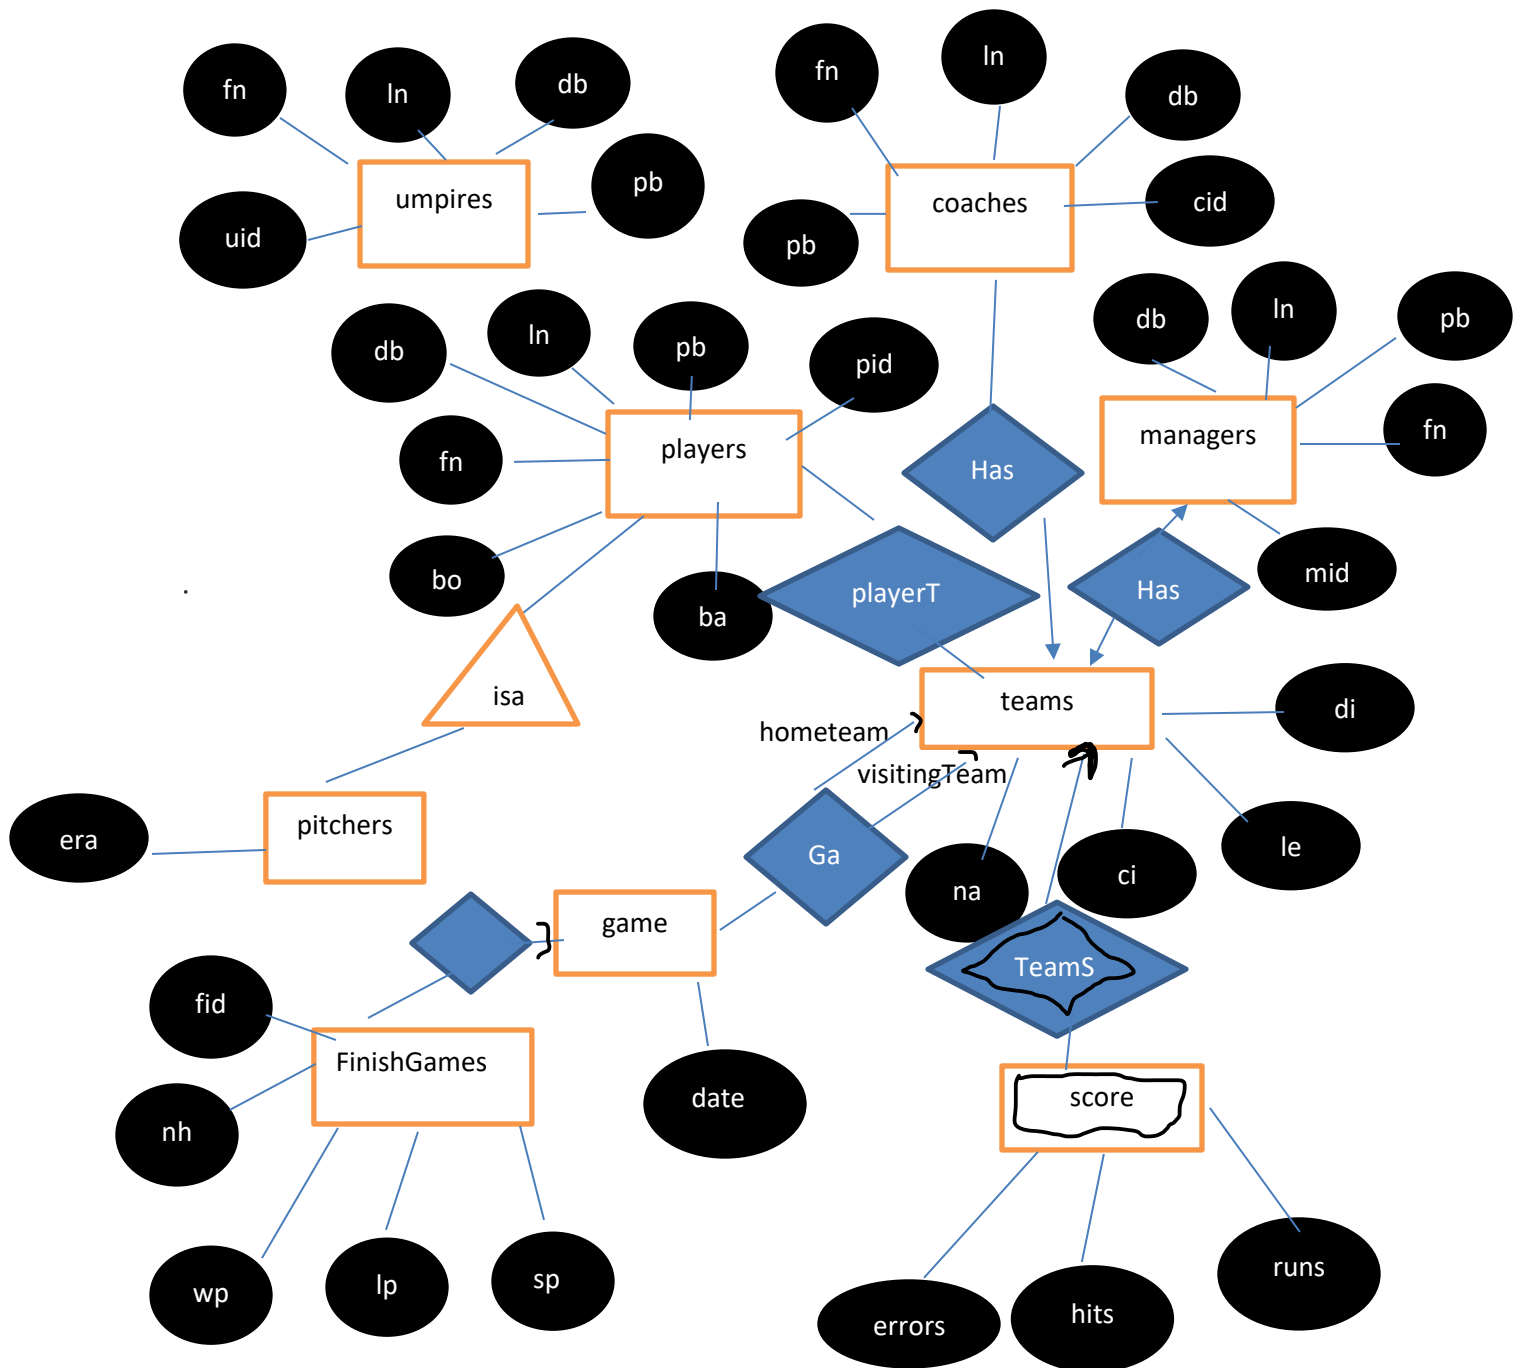 fn
ln
db
fn
ln
db
umpires
pb
coaches
cid
uid
pb
db
ln
pb
pid
db
ln
pb
players
managers
fn
fn
Has
bo
ba
playerT
Has
mid
isa
teams
di
hometeam
visitingTeam
pitchers
era
Ga
na
ci
le
game
TeamS
fid
FinishGames
date
score
nh
wp
lp
sp
errors
hits
runs